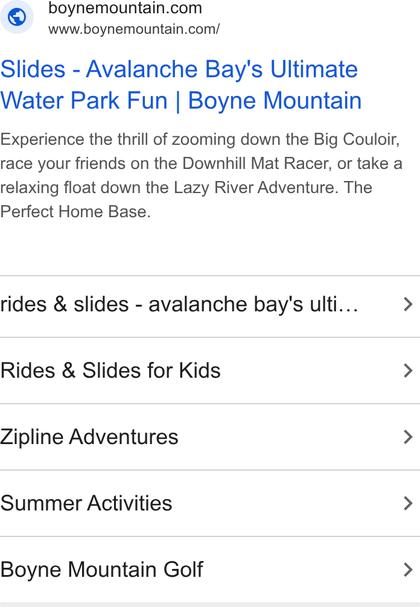 boynemountain.com
www.boynemountain.com/
Slides - Avalanche Bay's Ultimate
Water Park Fun | Boyne Mountain
Experience the thrill of zooming down the Big Couloir,
race your friends on the Downhill Mat Racer, or take a
relaxing float down the Lazy River Adventure. The
Perfect Home Base.
rides & slides - avalanche bay's ulti...
Rides & Slides for Kids
Zipline Adventures
Summer Activities
Boyne Mountain Golf